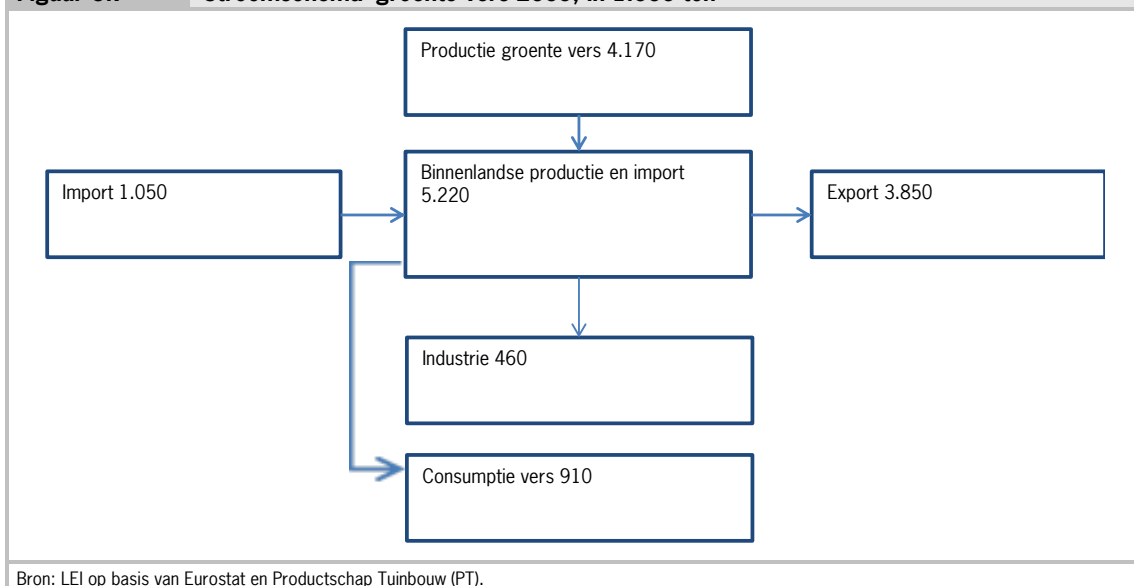 Productie groente vers 4.170
Import 1.050
Binnenlandse productie en import
5.220
Export 3.850
Industrie 460
Consumptie vers 910
Bron: LEI op basis van Eurostat en Productschap Tuinbouw (PT).